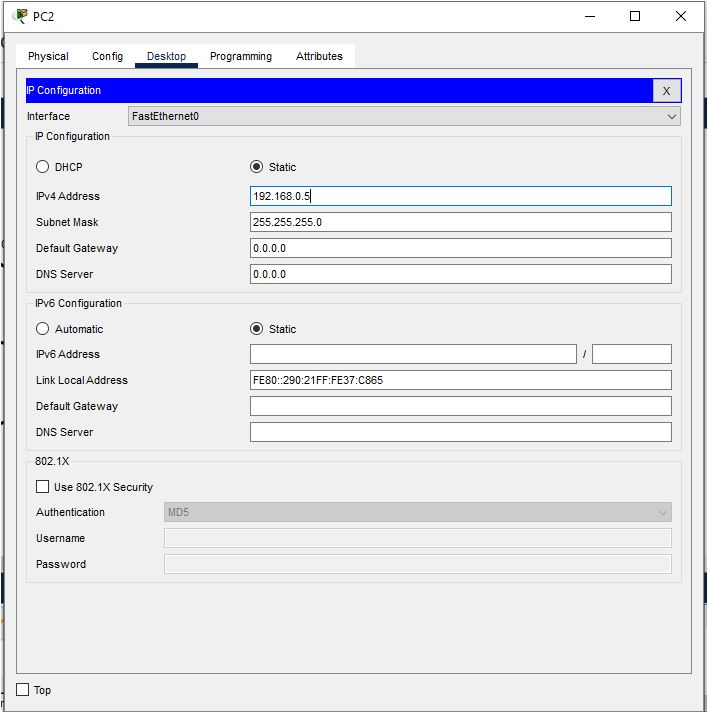 PC2
Physical Config Desktop Programming Attributes
IP Configuration X
Interface FastEthernet0
IP Configuration
DHCP Static
IPv4 Address 192.168.0.5
Subnet Mask 255.255.255.0
Default Gateway 0.0.0.0
DNS Server 0.0.0.0
IPv6 Configuration
Automatic Static
IPv6 Address /
Link Local Address FE80::290:21FF:FE37:C865
Default Gateway
DNS Server
802.1X
Use 802.1X Security
Authentication MD5
Username
Password
Top